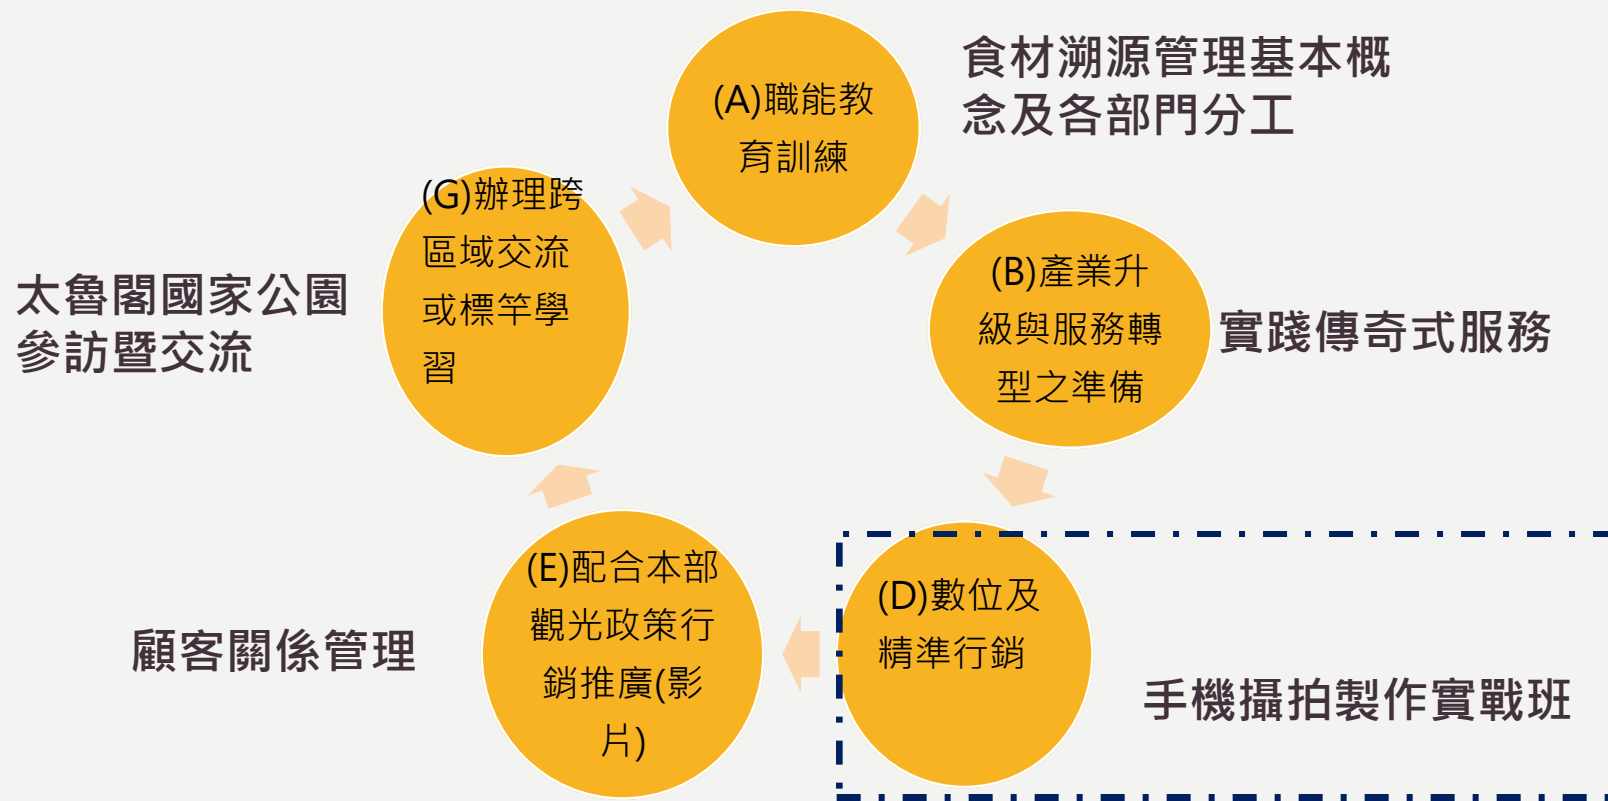 (A)職能教
育訓練
食材溯源管理基本概
念及各部門分工
(B)產業升
級與服務轉
型之準備
實踐傳奇式服務
(D)數位及
精準行銷
手機攝拍製作實戰班
(E)配合本部
觀光政策行
銷推廣(影
片)
顧客關係管理
(G)辦理跨
區域交流
或標竿學
習
太魯閣國家公園
參訪暨交流